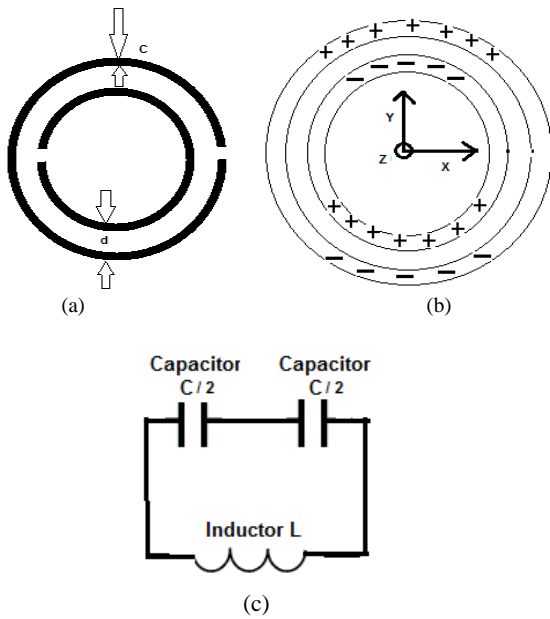 C
d
(a)
+ + + + + + +
− − − − −
Y
Z
X
+ + + + + + +
− − − − −
(b)
Capacitor Capacitor
C / 2 C / 2
Inductor L
(c)